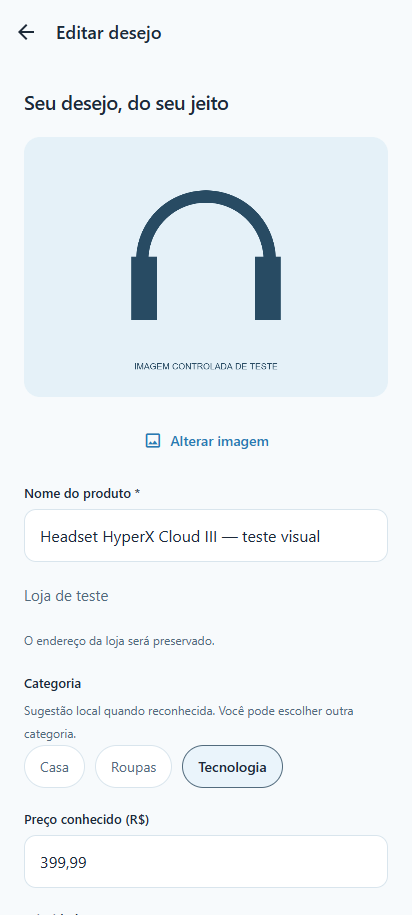 Editar desejo
Seu desejo, do seu jeito
IMAGEM CONTROLADA DE TESTE
Alterar imagem
Nome do produto *
Headset HyperX Cloud III — teste visual
Loja de teste
O endereço da loja será preservado.
Categoria
Sugestão local quando reconhecida. Você pode escolher outra
categoria.
Casa
Roupas
Tecnologia
Preço conhecido (R$)
399,99